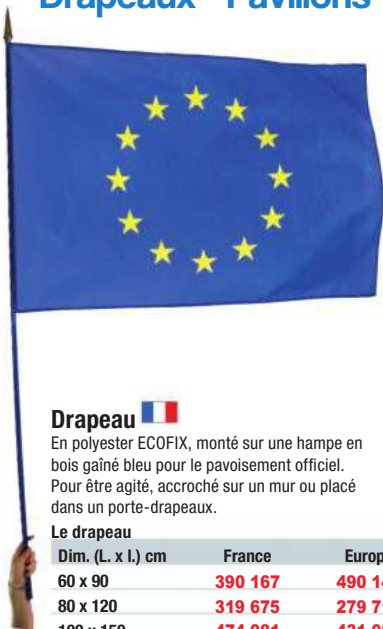 Drapeaux - Pavillons
Drapeau
En polyester ECOFIX, monté sur une hampe en
bois gaîné bleu pour le pavoisement officiel.
Pour être agité, accroché sur un mur ou placé
dans un porte-drapeaux.
Le drapeau
Dim. (L. x l.) cm France
60 x 90 390 167
80 x 120 319 675